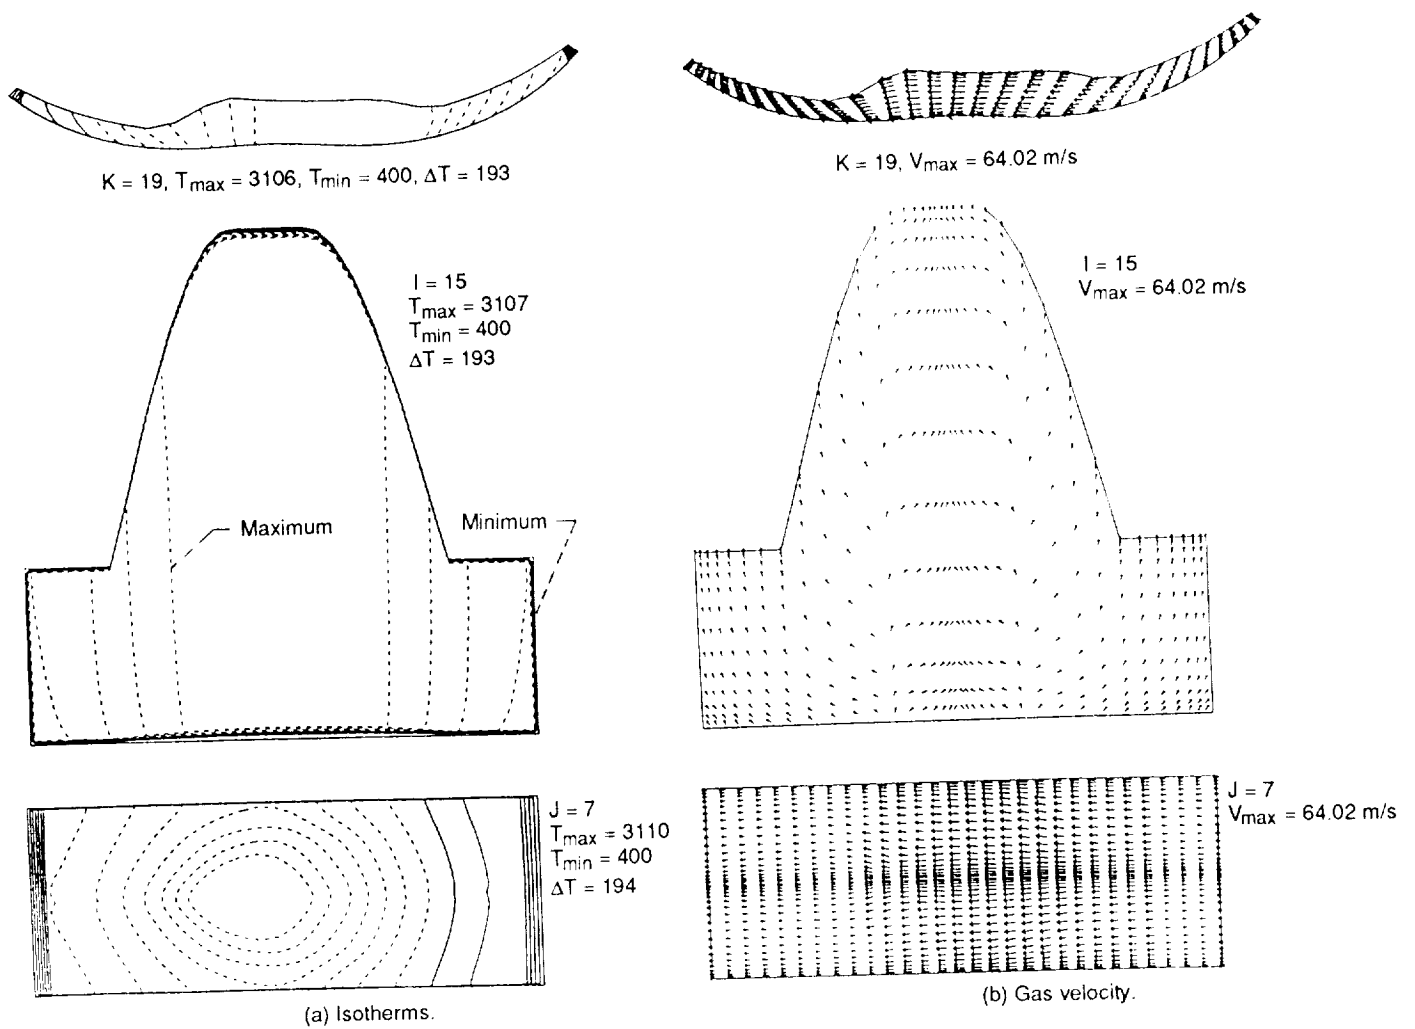 K = 19, Tmax = 3106, Tmin = 400, ΔT = 193
I = 15
Tmax = 3107
Tmin = 400
ΔT = 193
Maximum
Minimum
J = 7
Tmax = 3110
Tmin = 400
ΔT = 194
(a) Isotherms.
K = 19, Vmax = 64.02 m/s
I = 15
Vmax = 64.02 m/s
J = 7
Vmax = 64.02 m/s
(b) Gas velocity.